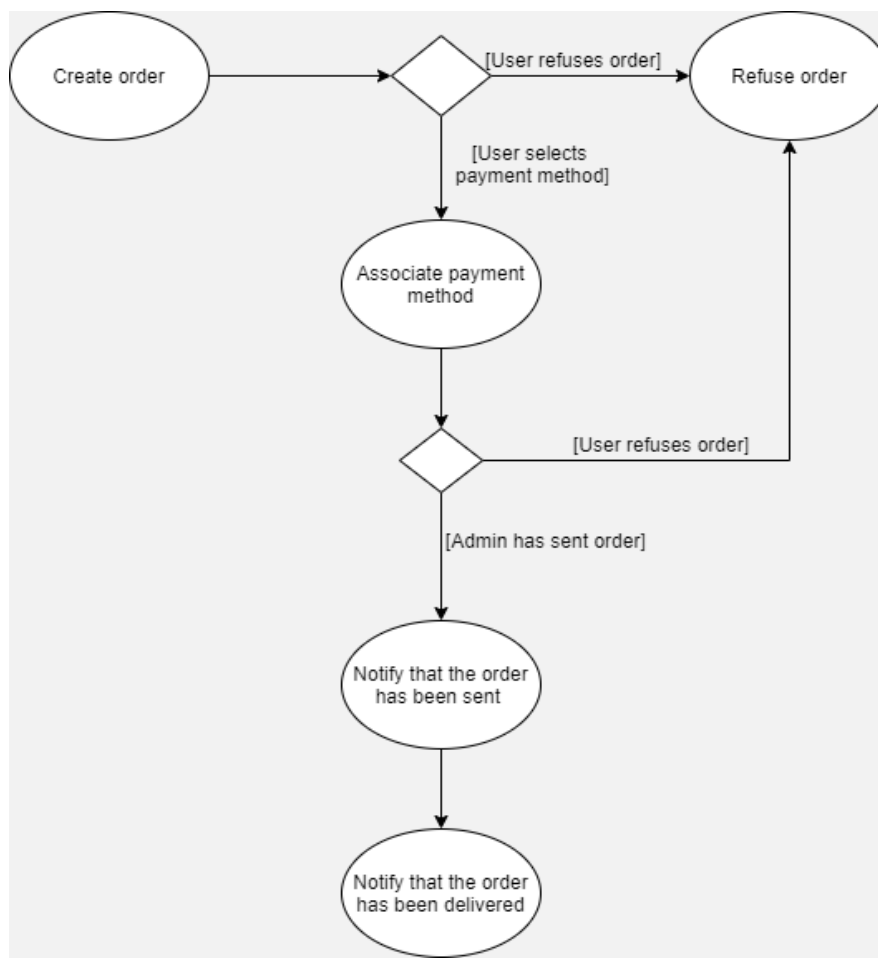 Create order
[User refuses order]
Refuse order
[User selects
payment method]
Associate payment
method
[User refuses order]
[Admin has sent order]
Notify that the order
has been sent
Notify that the order
has been delivered